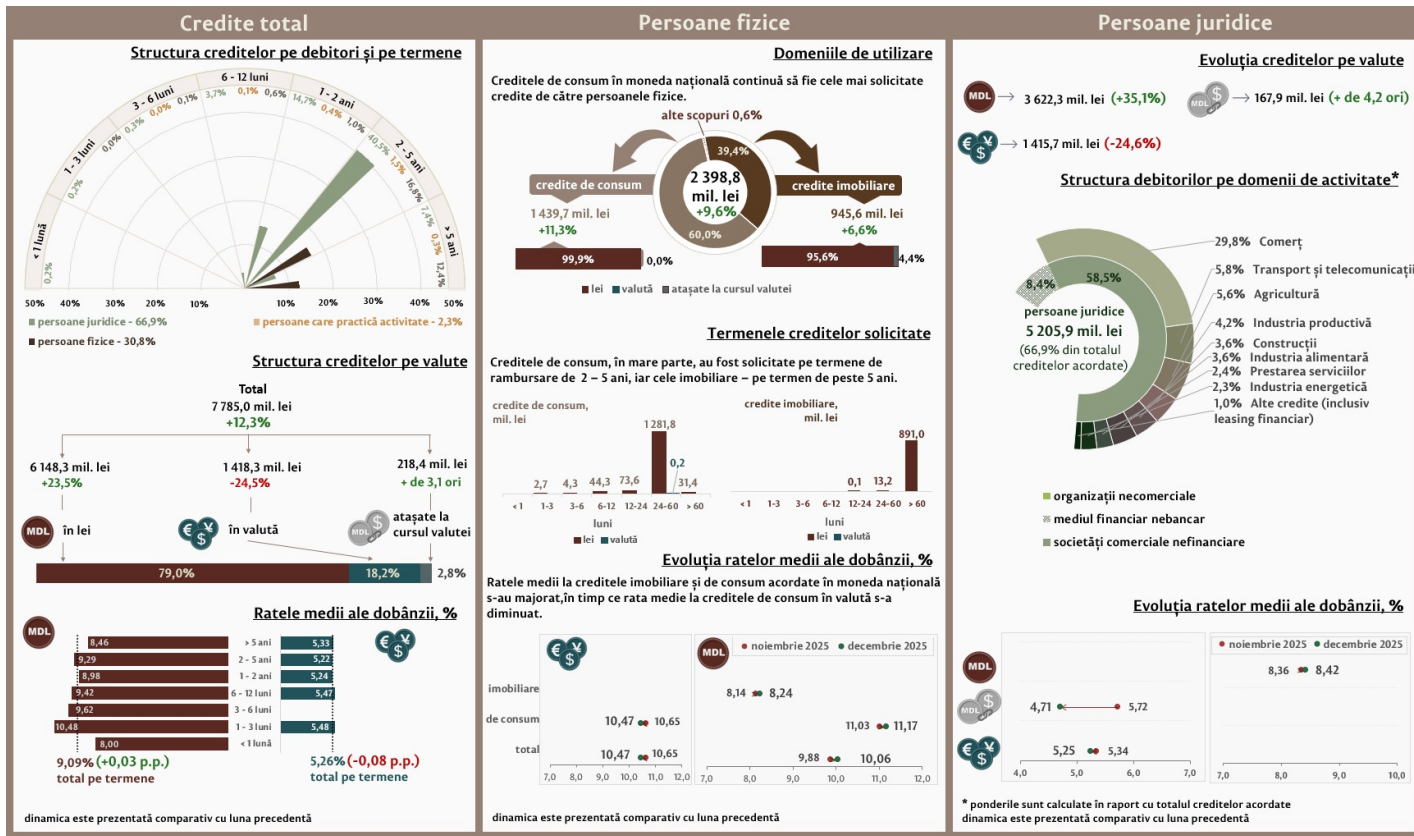 Credite total
Structura creditelor pe debitori și pe termene
6 - 12 luni
3 - 6 luni
1 - 2 ani
1 - 3 luni
2 - 5 ani
< 1 lună
> 5 ani
0,2%
0,2%
0,0%
0,3%
0,0%
0,1%
3,7%
0,1%
0,6%
14,7%
0,4%
1,0%
40,5%
1,5%
16,8%
7,4%
0,3%
12,4%
50% 40% 30% 20% 10% 10% 20% 30% 40% 50%
persoane juridice - 66,9%
persoane care practică activitate - 2,3%
persoane fizice - 30,8%
Structura creditelor pe valute
Total
7 785,0 mil. lei
+12,3%
6 148,3 mil. lei
+23,5%
1 418,3 mil. lei
-24,5%
218,4 mil. lei
+ de 3,1 ori
MDL
în lei
€ ¥ $
în valută
MDL $
atașate la
cursul valutei
79,0% 18,2% 2,8%
Ratele medii ale dobânzii, %
MDL
€ ¥ $
8,46 > 5 ani 5,33
9,29 2 - 5 ani 5,22
8,98 1 - 2 ani 5,24
9,42 6 - 12 luni 5,47
9,62 3 - 6 luni
10,48 1 - 3 luni 5,48
8,00 < 1 lună
9,09% (+0,03 p.p.)
total pe termene
5,26% (-0,08 p.p.)
total pe termene
dinamica este prezentată comparativ cu luna precedentă
Persoane fizice
Domeniile de utilizare
Creditele de consum în moneda națională continuă să fie cele mai solicitate
credite de către persoanele fizice.
alte scopuri 0,6%
39,4%
2 398,8
mil. lei
+9,6%
60,0%
credite de consum
1 439,7 mil. lei
+11,3%
99,9% 0,0%
credite imobiliare
945,6 mil. lei
+6,6%
95,6% 4,4%
lei valută atașate la cursul valutei
Termenele creditelor solicitate
Creditele de consum, în mare parte, au fost solicitate pe termene de
rambursare de 2 – 5 ani, iar cele imobiliare – pe termen de peste 5 ani.
credite de consum,
mil. lei
2,7 4,3 44,3 73,6 1 281,8 0,2 31,4
< 1 1-3 3-6 6-12 12-24 24-60 > 60
luni
lei valută
credite imobiliare,
mil. lei
0,1 13,2 891,0
< 1 1-3 3-6 6-12 12-24 24-60 > 60
luni
lei valută
Evoluția ratelor medii ale dobânzii, %
Ratele medii la creditele imobiliare și de consum acordate în moneda națională
s-au majorat,în timp ce rata medie la creditele de consum în valută s-a
diminuat.
€ ¥ $
MDL
noiembrie 2025 decembrie 2025
imobiliare
8,14 8,24
de consum
10,47 10,65
11,03 11,17
total
10,47 10,65
9,88 10,06
7,0 8,0 9,0 10,0 11,0 12,0
7,0 8,0 9,0 10,0 11,0 12,0
dinamica este prezentată comparativ cu luna precedentă
Persoane juridice
Evoluția creditelor pe valute
MDL
3 622,3 mil. lei (+35,1%)
MDL $
167,9 mil. lei (+ de 4,2 ori)
€ ¥ $
1 415,7 mil. lei (-24,6%)
Structura debitorilor pe domenii de activitate*
8,4%
58,5%
persoane juridice
5 205,9 mil. lei
(66,9% din totalul
creditelor acordate)
29,8% Comerț
5,8% Transport și telecomunicații
5,6% Agricultură
4,2% Industria productivă
3,6% Construcții
3,6% Industria alimentară
2,4% Prestarea serviciilor
2,3% Industria energetică
1,0% Alte credite (inclusiv
leasing financiar)
organizații necomerciale
mediul financiar nebancar
societăți comerciale nefinanciare
Evoluția ratelor medii ale dobânzii, %
noiembrie 2025 decembrie 2025
MDL
8,36 8,42
MDL $
4,71 5,72
€ ¥ $
5,25 5,34
4,0 5,0 6,0 7,0
7,0 8,0 9,0 10,0
* ponderile sunt calculate în raport cu totalul creditelor acordate
dinamica este prezentată comparativ cu luna precedentă